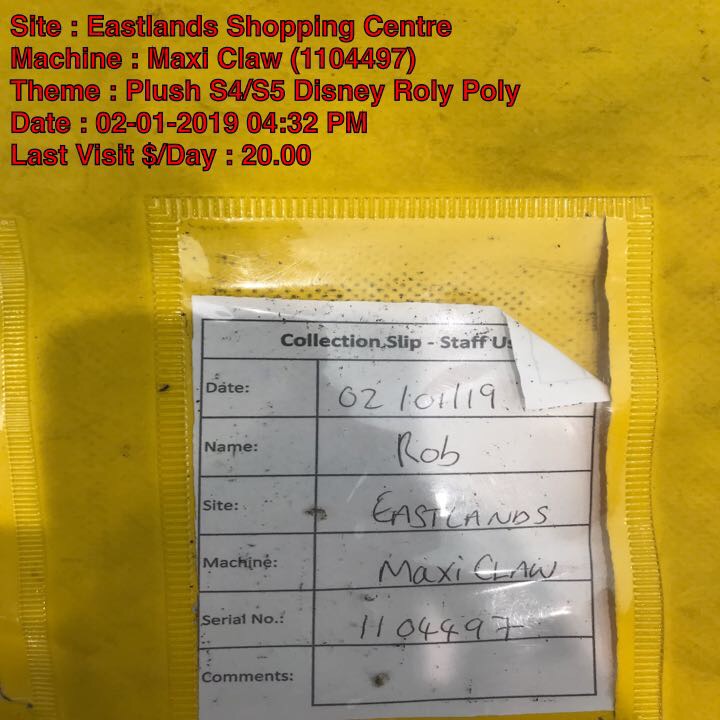 Site : Eastlands Shopping Centre
Machine : Maxi Claw (1104497)
Theme : Plush S4/S5 Disney Roly Poly
Date : 02-01-2019 04:32 PM
Last Visit $/Day : 20.00
Collection Slip - Staff
Date: 02/01/19
Name: Rob
Site: EASTLANDS
Machine: Maxi CLAW
Serial No.: 1104497
Comments: